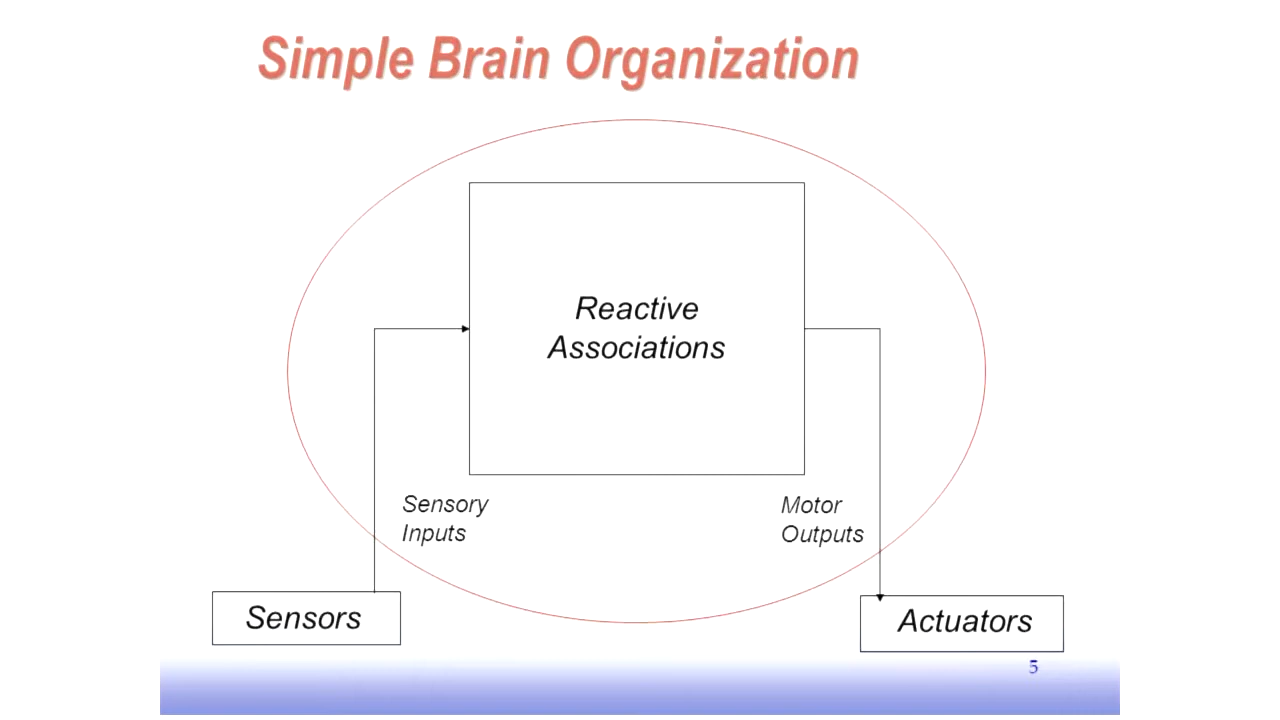 Simple Brain Organization
Reactive
Associations
Sensory
Inputs
Motor
Outputs
Sensors
Actuators
5